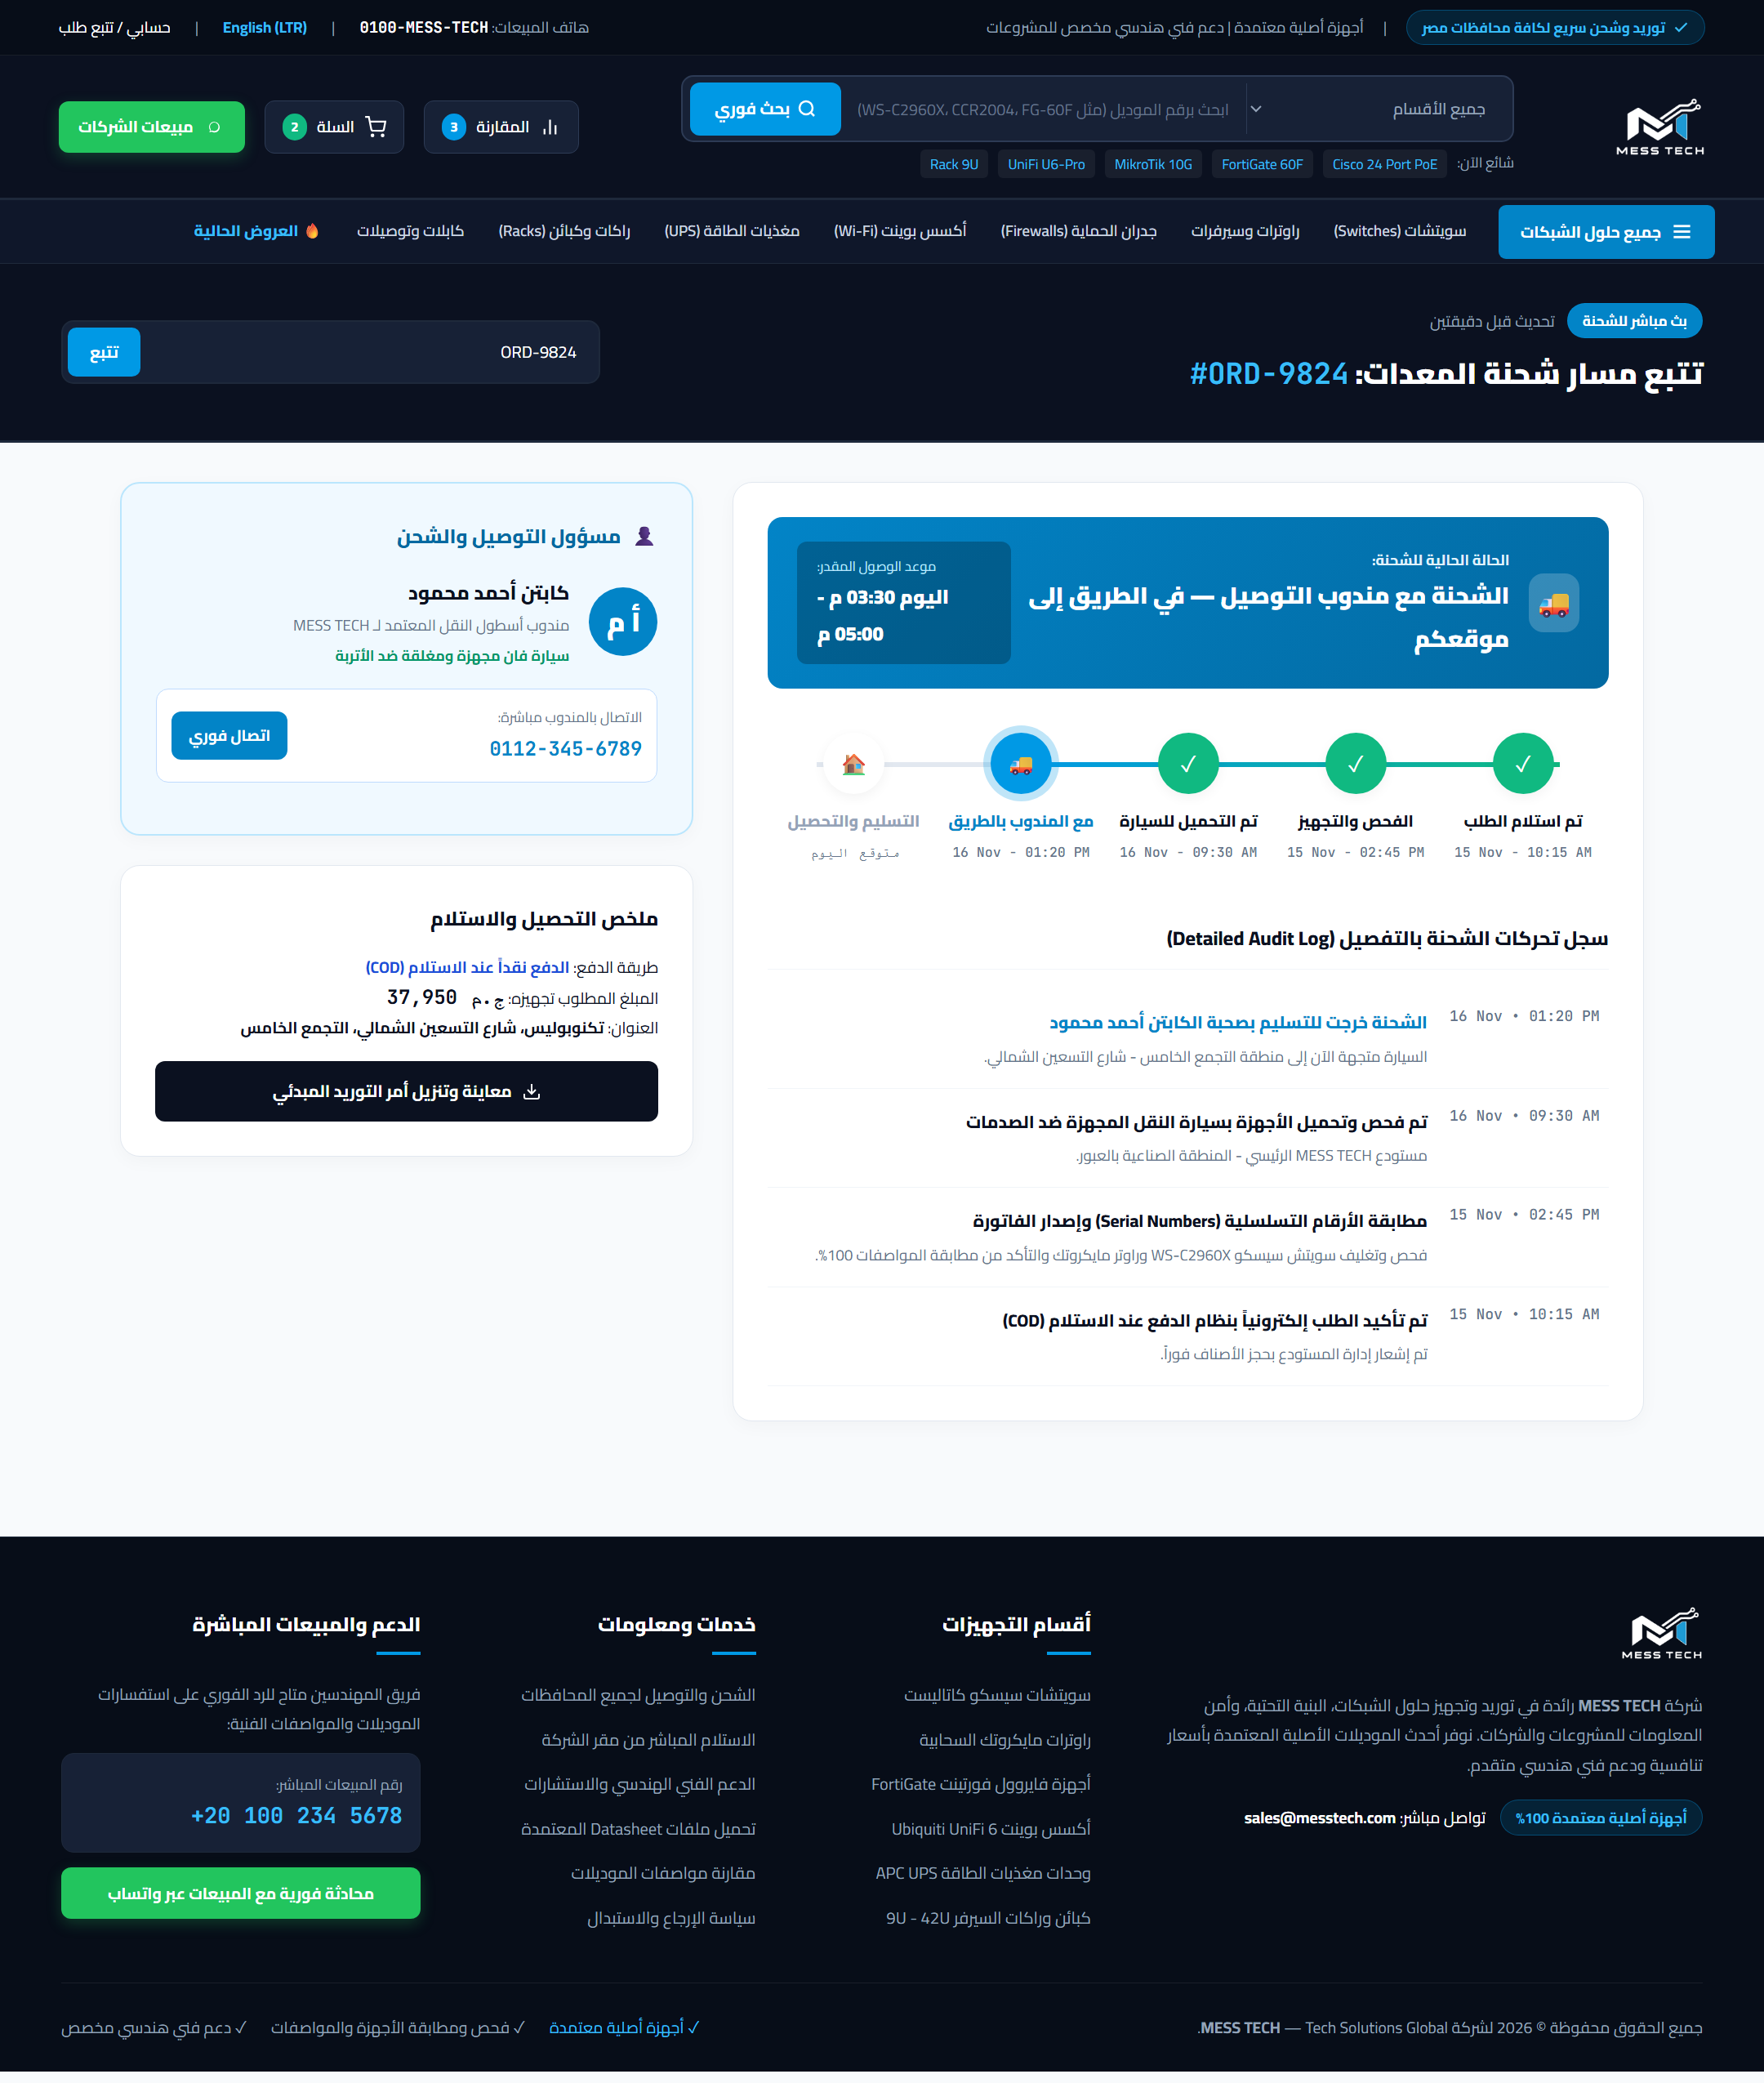 توريد وشحن سريع لكافة محافظات مصر | أجهزة أصلية معتمدة | دعم فني هندسي مخصص للمشروعات
هاتف المبيعات: 0100-MESS-TECH | English (LTR) | حسابي / تتبع طلب
MESS TECH
جميع الأقسام
ابحث برقم الموديل (مثل WS-C2960X، CCR2004، FG-60F)
بحث فوري
المقارنة 3
السلة 2
مبيعات الشركات
شائع الآن: Cisco 24 Port PoE FortiGate 60F MikroTik 10G UniFi U6-Pro Rack 9U
جميع حلول الشبكات
سويتشات (Switches)
راوترات وسيرفرات
جدران الحماية (Firewalls)
أكسس بوينت (Wi-Fi)
مغذيات الطاقة (UPS)
راكات وكبائن (Racks)
كابلات وتوصيلات
🔥 العروض الحالية
بث مباشر للشحنة تحديث قبل دقيقتين
تتبع مسار شحنة المعدات: #ORD-9824
ORD-9824
تتبع
الحالة الحالية للشحنة:
الشحنة مع مندوب التوصيل — في الطريق إلى
موقعكم
موعد الوصول المقدر:
اليوم 03:30 م -
05:00 م
✓ ✓ ✓
تم استلام الطلب
15 Nov - 10:15 AM
الفحص والتجهيز
15 Nov - 02:45 PM
تم التحميل للسيارة
16 Nov - 09:30 AM
مع المندوب بالطريق
16 Nov - 01:20 PM
التسليم والتحصيل
متوقع اليوم
سجل تحركات الشحنة بالتفصيل (Detailed Audit Log)
16 Nov • 01:20 PM
الشحنة خرجت للتسليم بصحبة الكابتن أحمد محمود
السيارة متجهة الآن إلى منطقة التجمع الخامس - شارع التسعين الشمالي.
16 Nov • 09:30 AM
تم فحص وتحميل الأجهزة بسيارة النقل المجهزة ضد الصدمات
مستودع MESS TECH الرئيسي - المنطقة الصناعية بالعبور.
15 Nov • 02:45 PM
مطابقة الأرقام التسلسلية (Serial Numbers) وإصدار الفاتورة
فحص وتغليف سويتش سيسكو WS-C2960X وراوتر مايكروتك والتأكد من مطابقة المواصفات 100%.
15 Nov • 10:15 AM
تم تأكيد الطلب إلكترونياً بنظام الدفع عند الاستلام (COD)
تم إشعار إدارة المستودع بحجز الأصناف فوراً.
مسؤول التوصيل والشحن
أ م
كابتن أحمد محمود
مندوب أسطول النقل المعتمد لـ MESS TECH
سيارة فان مجهزة ومغلقة ضد الأتربة
الاتصال بالمندوب مباشرة:
0112-345-6789
اتصال فوري
ملخص التحصيل والاستلام
طريقة الدفع: الدفع نقداً عند الاستلام (COD)
المبلغ المطلوب تجهيزه: 37,950 ج.م
العنوان: تكنوبوليس، شارع التسعين الشمالي، التجمع الخامس
معاينة وتنزيل أمر التوريد المبدئي
MESS TECH
شركة MESS TECH رائدة في توريد وتجهيز حلول الشبكات، البنية التحتية، وأمن
المعلومات للمشروعات والشركات. نوفر أحدث الموديلات الأصلية المعتمدة بأسعار
تنافسية ودعم فني هندسي متقدم.
أجهزة أصلية معتمدة 100% تواصل مباشر: sales@messtech.com
أقسام التجهيزات
سويتشات سيسكو كاتاليست
راوترات مايكروتك السحابية
أجهزة فايروول فورتينت FortiGate
أكسس بوينت Ubiquiti UniFi 6
وحدات مغذيات الطاقة APC UPS
كبائن وراكات السيرفر 9U - 42U
خدمات ومعلومات
الشحن والتوصيل لجميع المحافظات
الاستلام المباشر من مقر الشركة
الدعم الفني الهندسي والاستشارات
تحميل ملفات Datasheet المعتمدة
مقارنة مواصفات الموديلات
سياسة الإرجاع والاستبدال
الدعم والمبيعات المباشرة
فريق المهندسين متاح للرد الفوري على استفسارات
الموديلات والمواصفات الفنية:
رقم المبيعات المباشر:
+20 100 234 5678
محادثة فورية مع المبيعات عبر واتساب
جميع الحقوق محفوظة © 2026 لشركة MESS TECH — Tech Solutions Global.
✓ أجهزة أصلية معتمدة ✓ فحص ومطابقة الأجهزة والمواصفات ✓ دعم فني هندسي مخصص